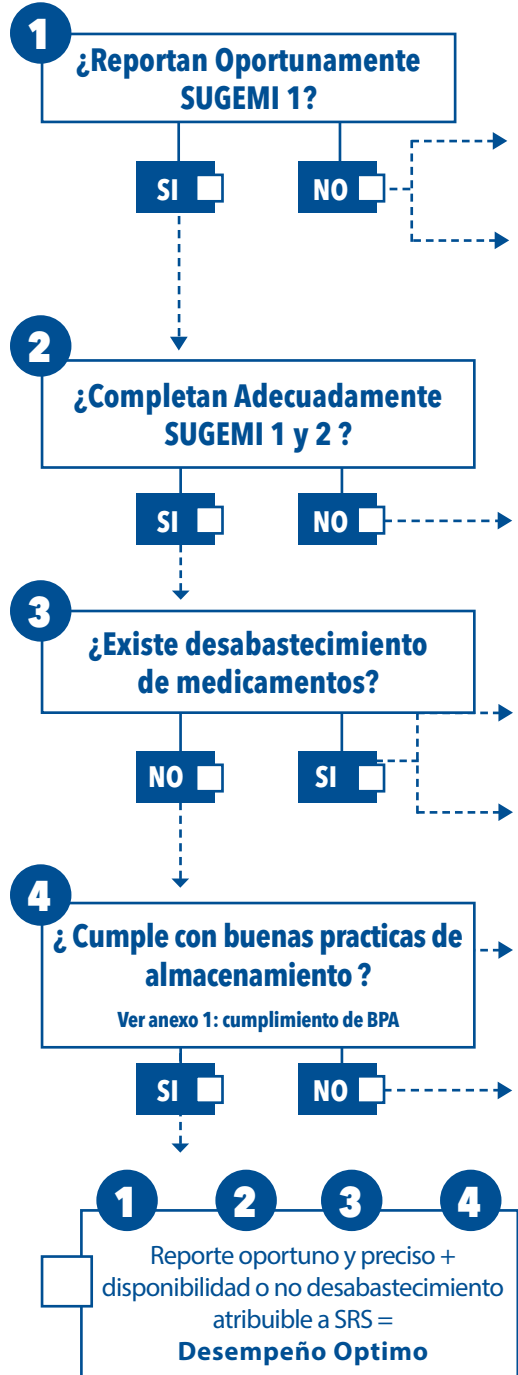 1
¿Reportan Oportunamente
SUGEMI 1?
SI
NO
2
¿Completan Adecuadamente
SUGEMI 1 y 2 ?
SI
NO
3
¿Existe desabastecimiento
de medicamentos?
NO
SI
4
¿ Cumple con buenas practicas de
almacenamiento ?
Ver anexo 1: cumplimiento de BPA
SI
NO
1 2 3 4
Reporte oportuno y preciso +
disponibilidad o no desabastecimiento
atribuible a SRS =
Desempeño Optimo